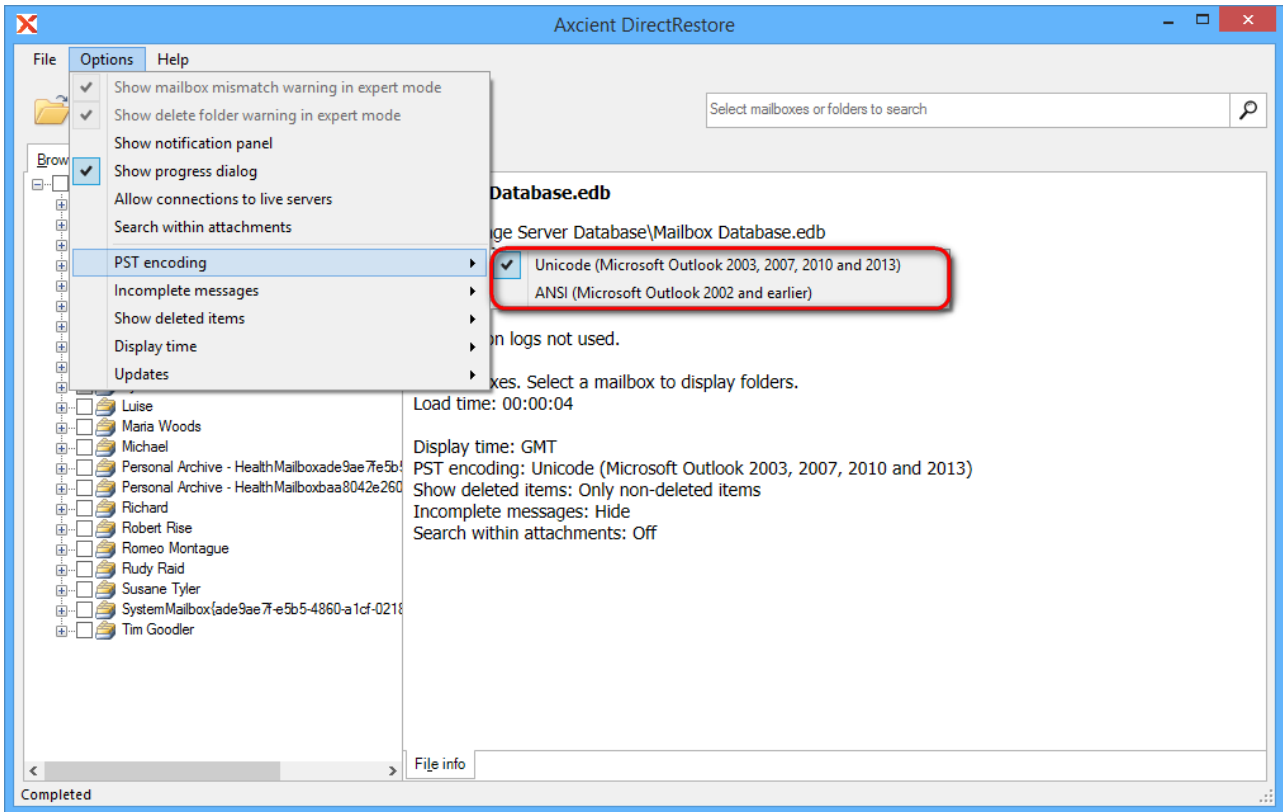 Axcient DirectRestore
File Options Help
Show mailbox mismatch warning in expert mode
Show delete folder warning in expert mode
Show notification panel
Show progress dialog
Allow connections to live servers
Search within attachments
PST encoding
Incomplete messages
Show deleted items
Display time
Updates
Unicode (Microsoft Outlook 2003, 2007, 2010 and 2013)
ANSI (Microsoft Outlook 2002 and earlier)
Select mailboxes or folders to search
Brow
Luise
Maria Woods
Michael
Personal Archive - HealthMailboxade9ae7fe5b5
Personal Archive - HealthMailboxbaa8042e260
Richard
Robert Rise
Romeo Montague
Rudy Raid
Susane Tyler
SystemMailbox{ade9ae7f-e5b5-4860-a1cf-0218
Tim Goodler
Database.edb
ge Server Database\Mailbox Database.edb
on logs not used.
xes. Select a mailbox to display folders.
Load time: 00:00:04
Display time: GMT
PST encoding: Unicode (Microsoft Outlook 2003, 2007, 2010 and 2013)
Show deleted items: Only non-deleted items
Incomplete messages: Hide
Search within attachments: Off
File info
Completed